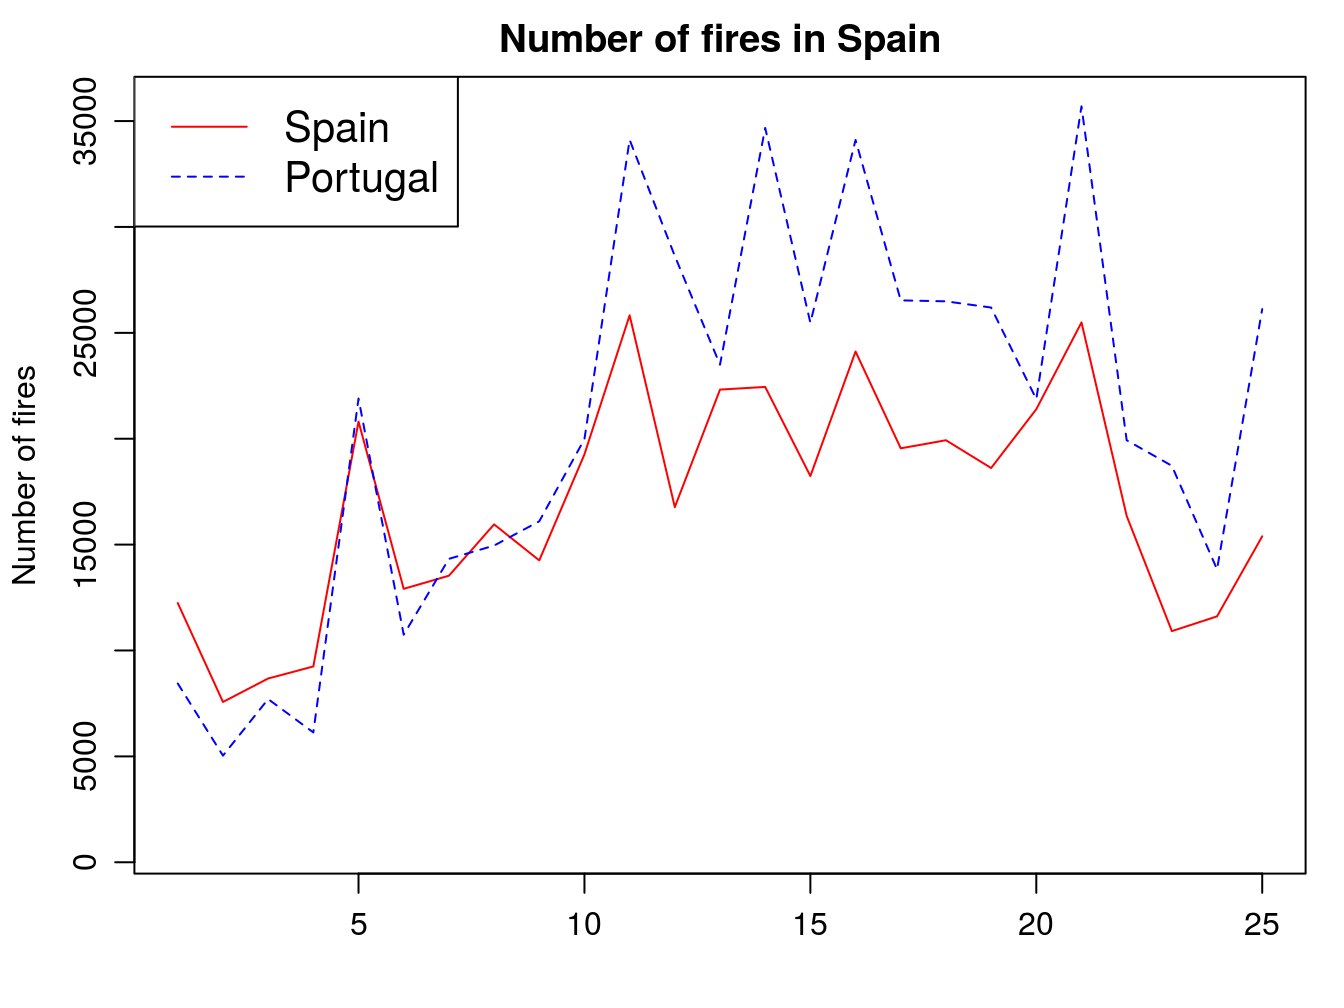 Number of fires in Spain
Spain
Portugal
Number of fires
35000
25000
15000
5000
0
5 10 15 20 25